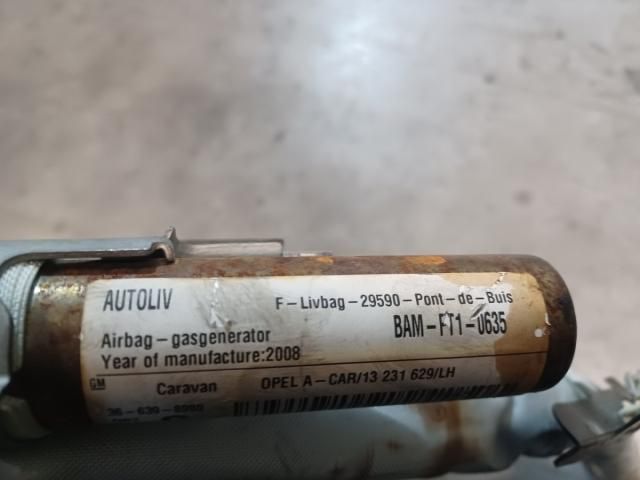 AUTOLIV F-Livbag-29590-Pont-de-Buis
Airbag-gasgenerator BAM-FT1-0635
Year of manufacture:2008
GM Caravan OPEL A-CAR/13 231 629/LH